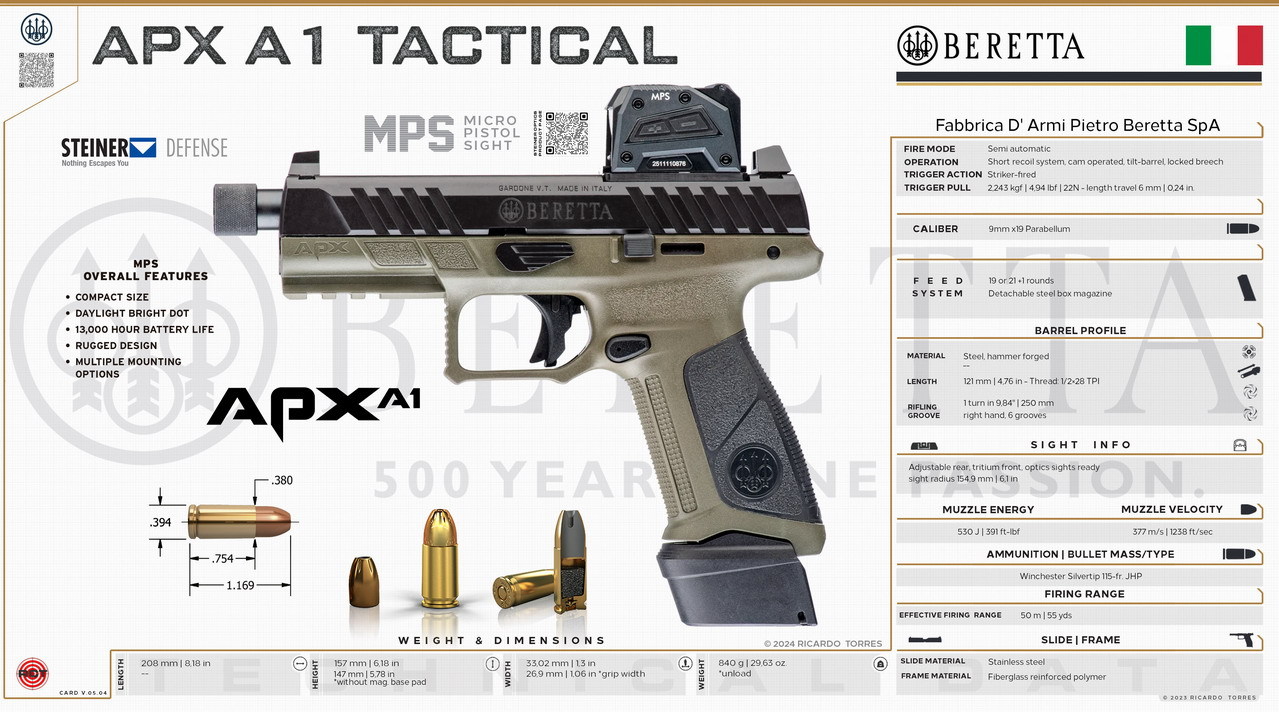 APX A1 TACTICAL
BERETTA
STEINER DEFENSE
Nothing Escapes You
MPS MICRO
PISTOL
SIGHT
STEINER OPTICS
PRODUCT PAGE
MPS
2511110876
GARDONE V.T. MADE IN ITALY
BERETTA
APX
MPS
OVERALL FEATURES
• COMPACT SIZE
• DAYLIGHT BRIGHT DOT
• 13,000 HOUR BATTERY LIFE
• RUGGED DESIGN
• MULTIPLE MOUNTING
OPTIONS
APX A1
BERETTA
500 YEARS ONE PASSION.
.380
.394
.754
1.169
© 2024 RICARDO TORRES
Fabbrica D' Armi Pietro Beretta SpA
FIRE MODE Semi automatic
OPERATION Short recoil system, cam operated, tilt-barrel, locked breech
TRIGGER ACTION Striker-fired
TRIGGER PULL 2,243 kgf | 4,94 lbf | 22N - length travel 6 mm | 0,24 in.
CALIBER 9mm x19 Parabellum
FEED SYSTEM 19 or 21 +1 rounds
Detachable steel box magazine
BARREL PROFILE
MATERIAL Steel, hammer forged
--
LENGTH 121 mm | 4,76 in - Thread: 1/2×28 TPI
RIFLING GROOVE 1 turn in 9,84" | 250 mm
right hand, 6 grooves
SIGHT INFO
Adjustable rear, tritium front, optics sights ready
sight radius 154,9 mm | 6,1 in
MUZZLE ENERGY MUZZLE VELOCITY
530 J | 391 ft-lbf 377 m/s | 1238 ft/sec
AMMUNITION | BULLET MASS/TYPE
Winchester Silvertip 115-fr. JHP
FIRING RANGE
EFFECTIVE FIRING RANGE 50 m | 55 yds
SLIDE | FRAME
SLIDE MATERIAL Stainless steel
FRAME MATERIAL Fiberglass reinforced polymer
WEIGHT & DIMENSIONS
LENGTH 208 mm | 8,18 in
--
HEIGHT 157 mm | 6,18 in
147 mm | 5,78 in
*without mag. base pad
WIDTH 33.02 mm | 1.3 in
26.9 mm | 1.06 in *grip width
WEIGHT 840 g | 29,63 oz.
*unload
TECHNICAL DATA
RDT
CARD V.05.04
© 2023 RICARDO TORRES